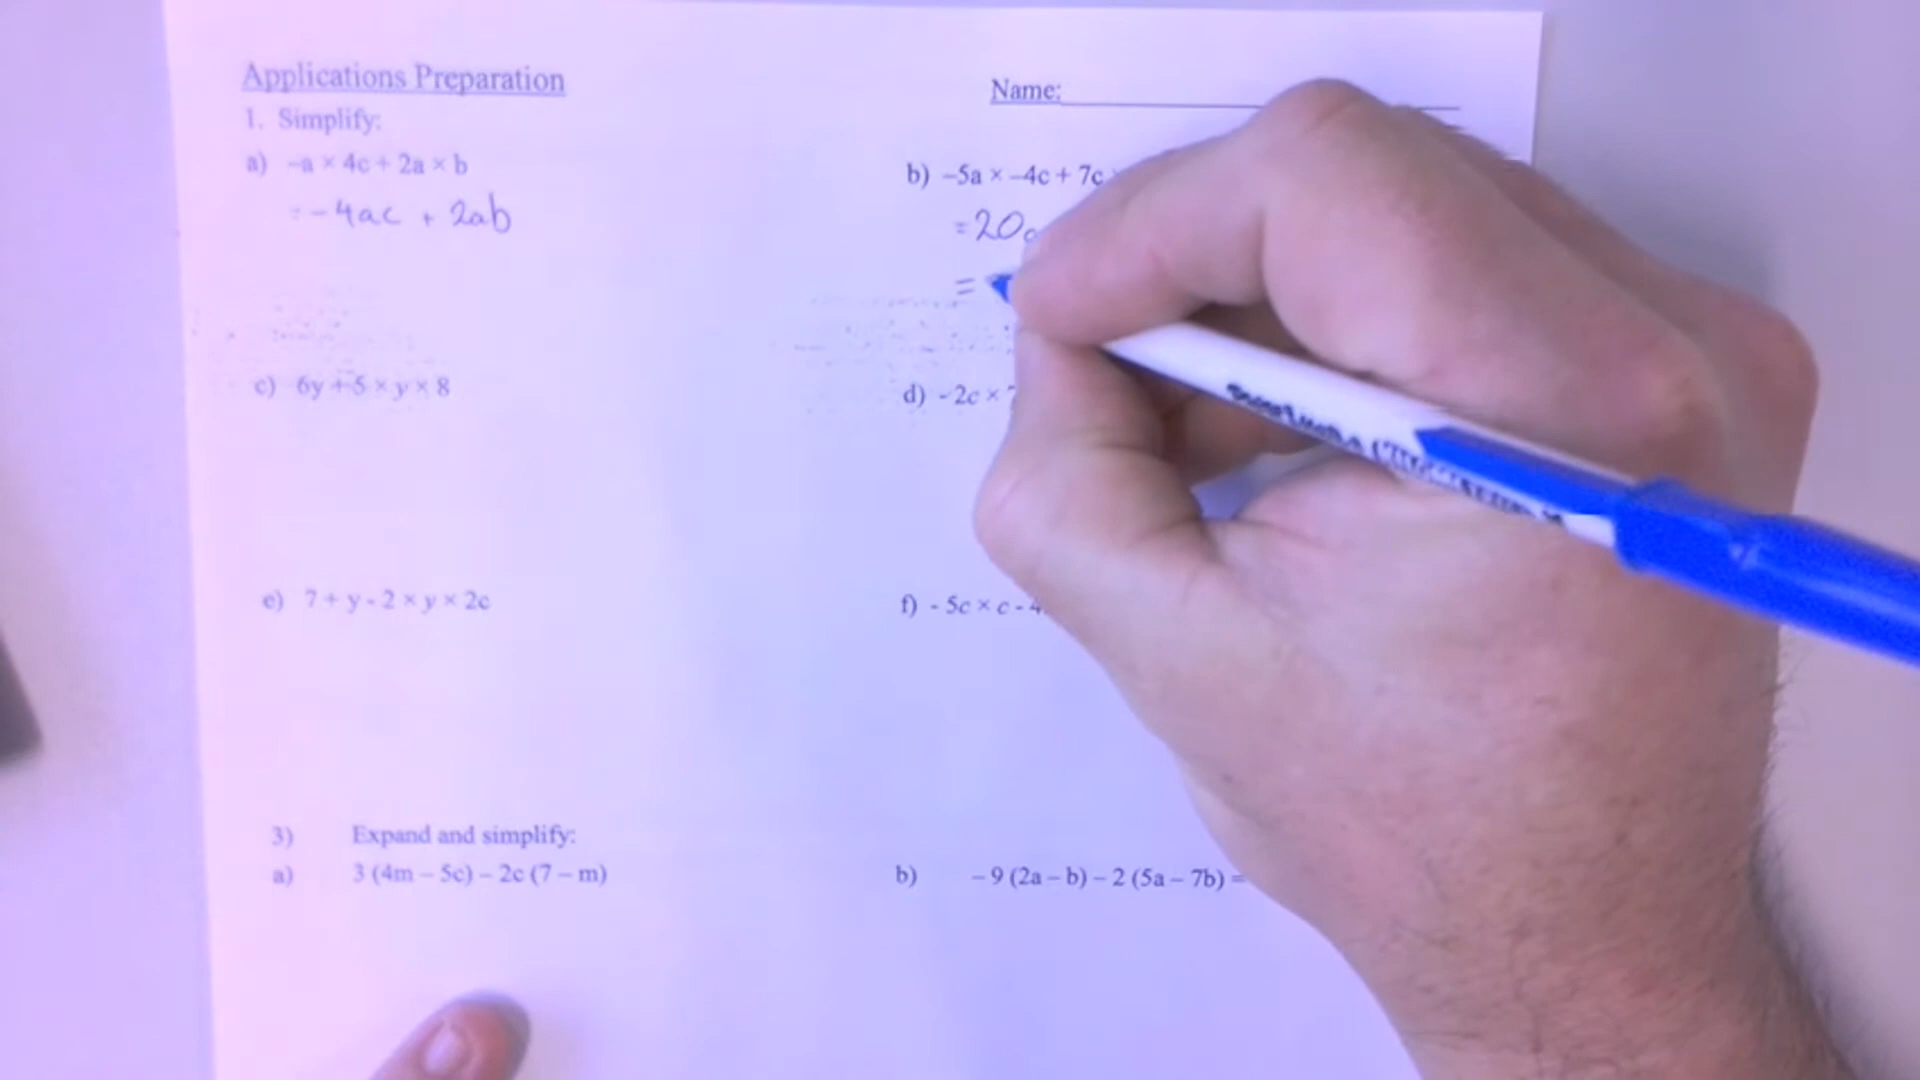 Applications Preparation
Name:
1. Simplify:
a) –a × 4c + 2a × b
= -4ac + 2ab
b) –5a × –4c + 7c
= 20
=
c) 6y + 5 × y × 8
d) - 2c ×
e) 7 + y - 2 × y × 2c
f) - 5c × c - 4
3) Expand and simplify:
a) 3 (4m – 5c) – 2c (7 – m)
b) – 9 (2a – b) – 2 (5a – 7b) =